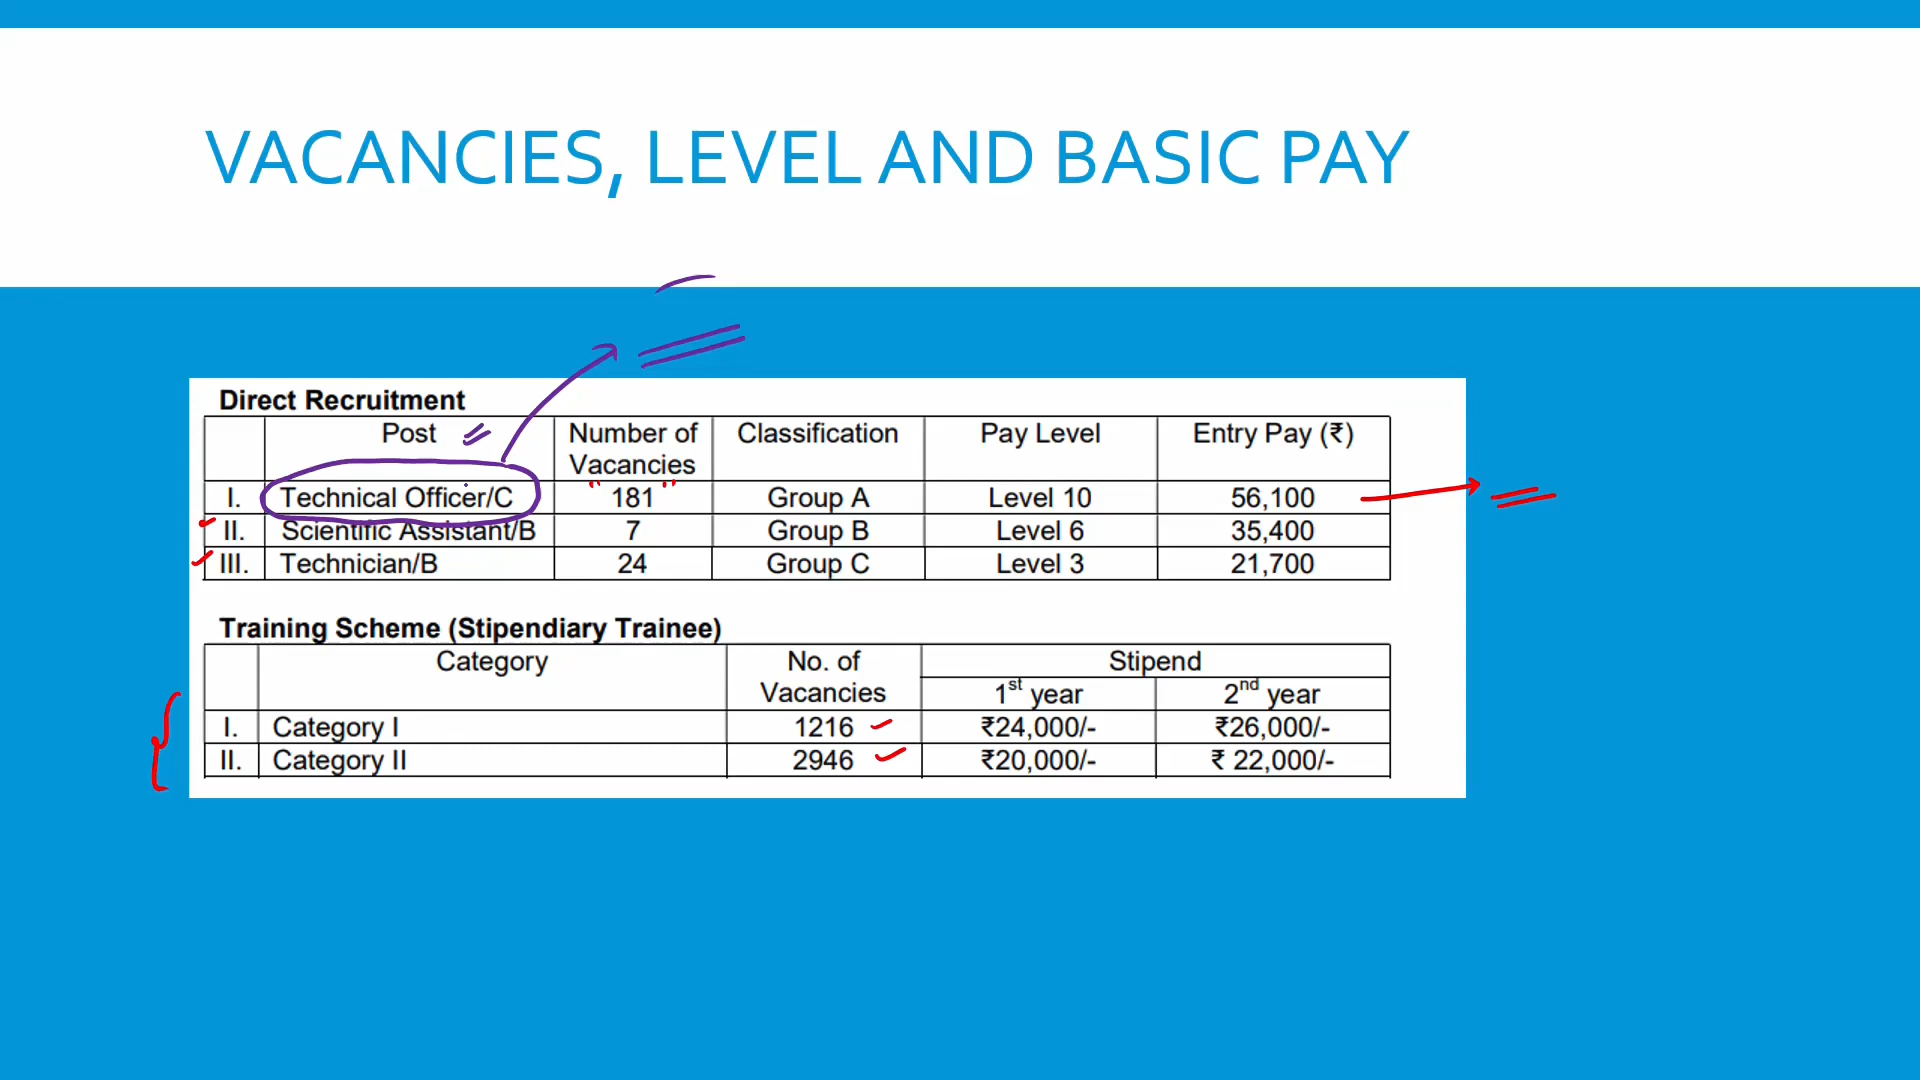 VACANCIES, LEVEL AND BASIC PAY
Direct Recruitment
Post Number of Vacancies Classification Pay Level Entry Pay (₹)
I. Technical Officer/C 181 Group A Level 10 56,100
II. Scientific Assistant/B 7 Group B Level 6 35,400
III. Technician/B 24 Group C Level 3 21,700
Training Scheme (Stipendiary Trainee)
Category No. of Vacancies Stipend
1st year 2nd year
I. Category I 1216 ₹24,000/- ₹26,000/-
II. Category II 2946 ₹20,000/- ₹ 22,000/-